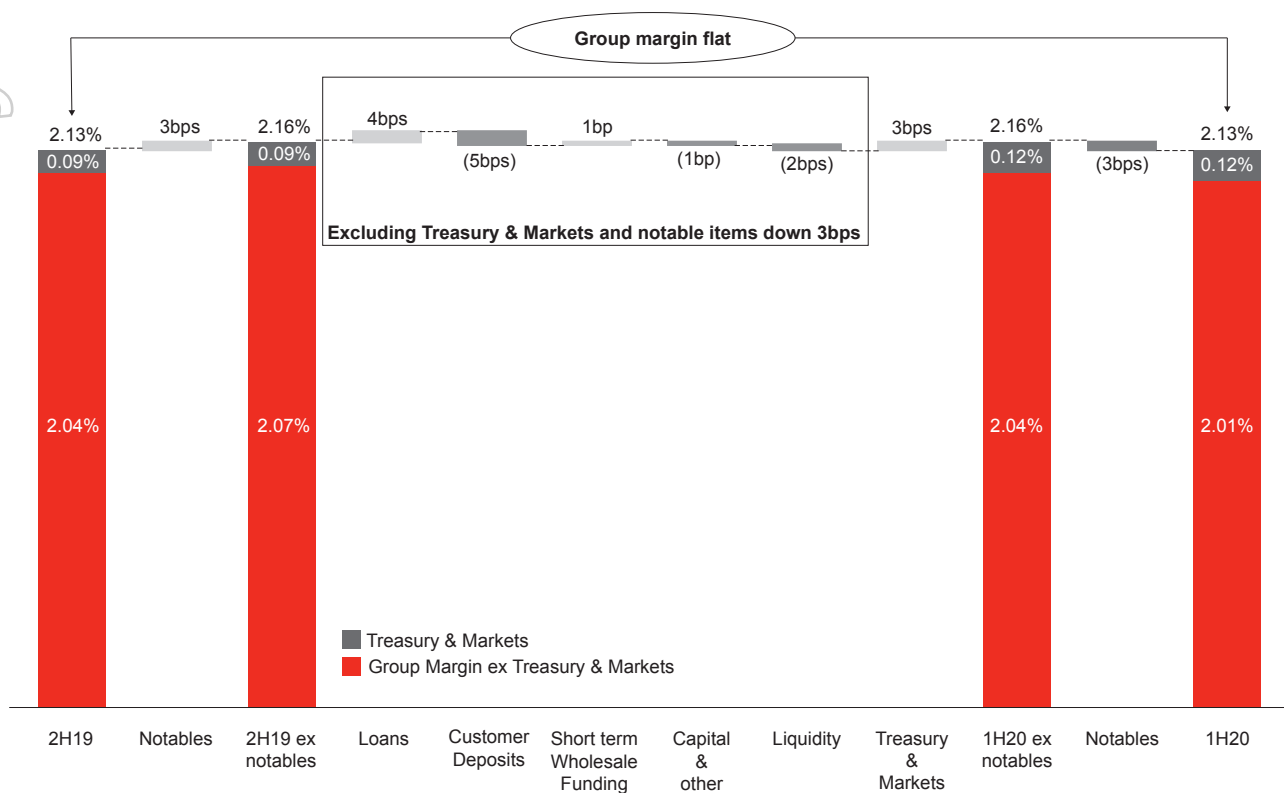 Group margin flat
2.13%
3bps
2.16%
4bps
1bp
3bps
2.16%
2.13%
0.09%
0.09%
(5bps)
(1bp)
(2bps)
0.12%
(3bps)
0.12%
Excluding Treasury & Markets and notable items down 3bps
2.04%
2.07%
2.04%
2.01%
Treasury & Markets
Group Margin ex Treasury & Markets
2H19
Notables
2H19 ex
notables
Loans
Customer
Deposits
Short term
Wholesale
Funding
Capital
&
other
Liquidity
Treasury
&
Markets
1H20 ex
notables
Notables
1H20